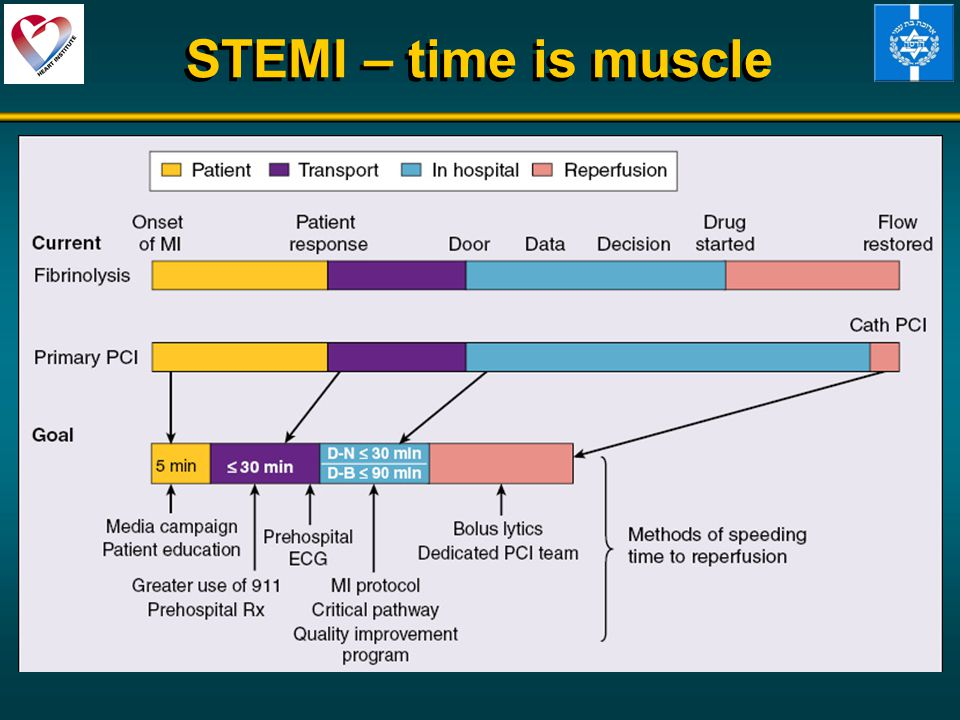 STEMI – time is muscle
HEART INSTITUTE
Patient Transport In hospital Reperfusion
Onset of MI
Patient response
Door
Data
Decision
Drug started
Flow restored
Current
Fibrinolysis
Cath PCI
Primary PCI
Goal
5 min
≤ 30 min
D-N ≤ 30 min
D-B ≤ 90 min
Media campaign
Patient education
Greater use of 911
Prehospital Rx
Prehospital
ECG
MI protocol
Critical pathway
Quality improvement
program
Bolus lytics
Dedicated PCI team
Methods of speeding
time to reperfusion